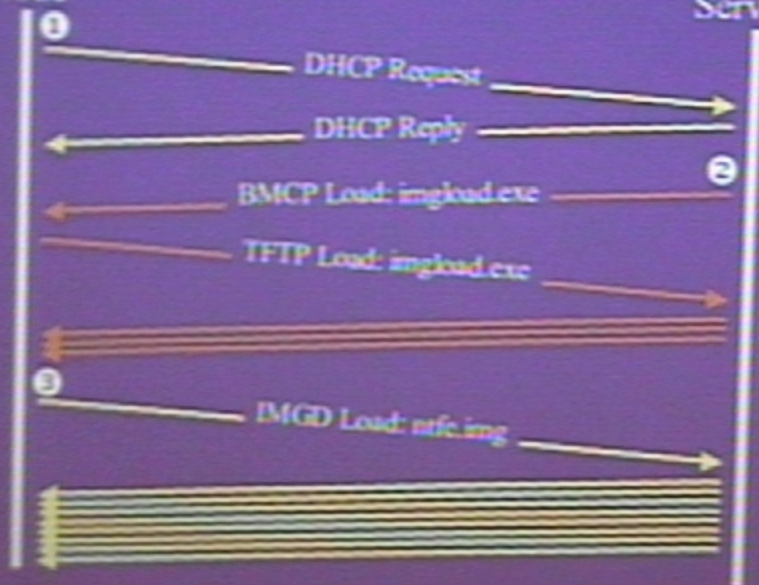 1
DHCP Request
DHCP Reply
2
BMCP Load: imgload.exe
TFTP Load: imgload.exe
3
IMGD Load: ntfc.img